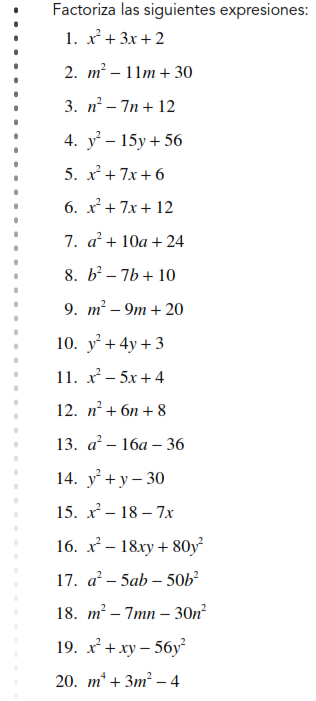 Factoriza las siguientes expresiones:
1. x² + 3x + 2
2. m² – 11m + 30
3. n² – 7n + 12
4. y² – 15y + 56
5. x² + 7x + 6
6. x² + 7x + 12
7. a² + 10a + 24
8. b² – 7b + 10
9. m² – 9m + 20
10. y² + 4y + 3
11. x² – 5x + 4
12. n² + 6n + 8
13. a² – 16a – 36
14. y² + y – 30
15. x² – 18 – 7x
16. x² – 18xy + 80y²
17. a² – 5ab – 50b²
18. m² – 7mn – 30n²
19. x² + xy – 56y²
20. m⁴ + 3m² – 4